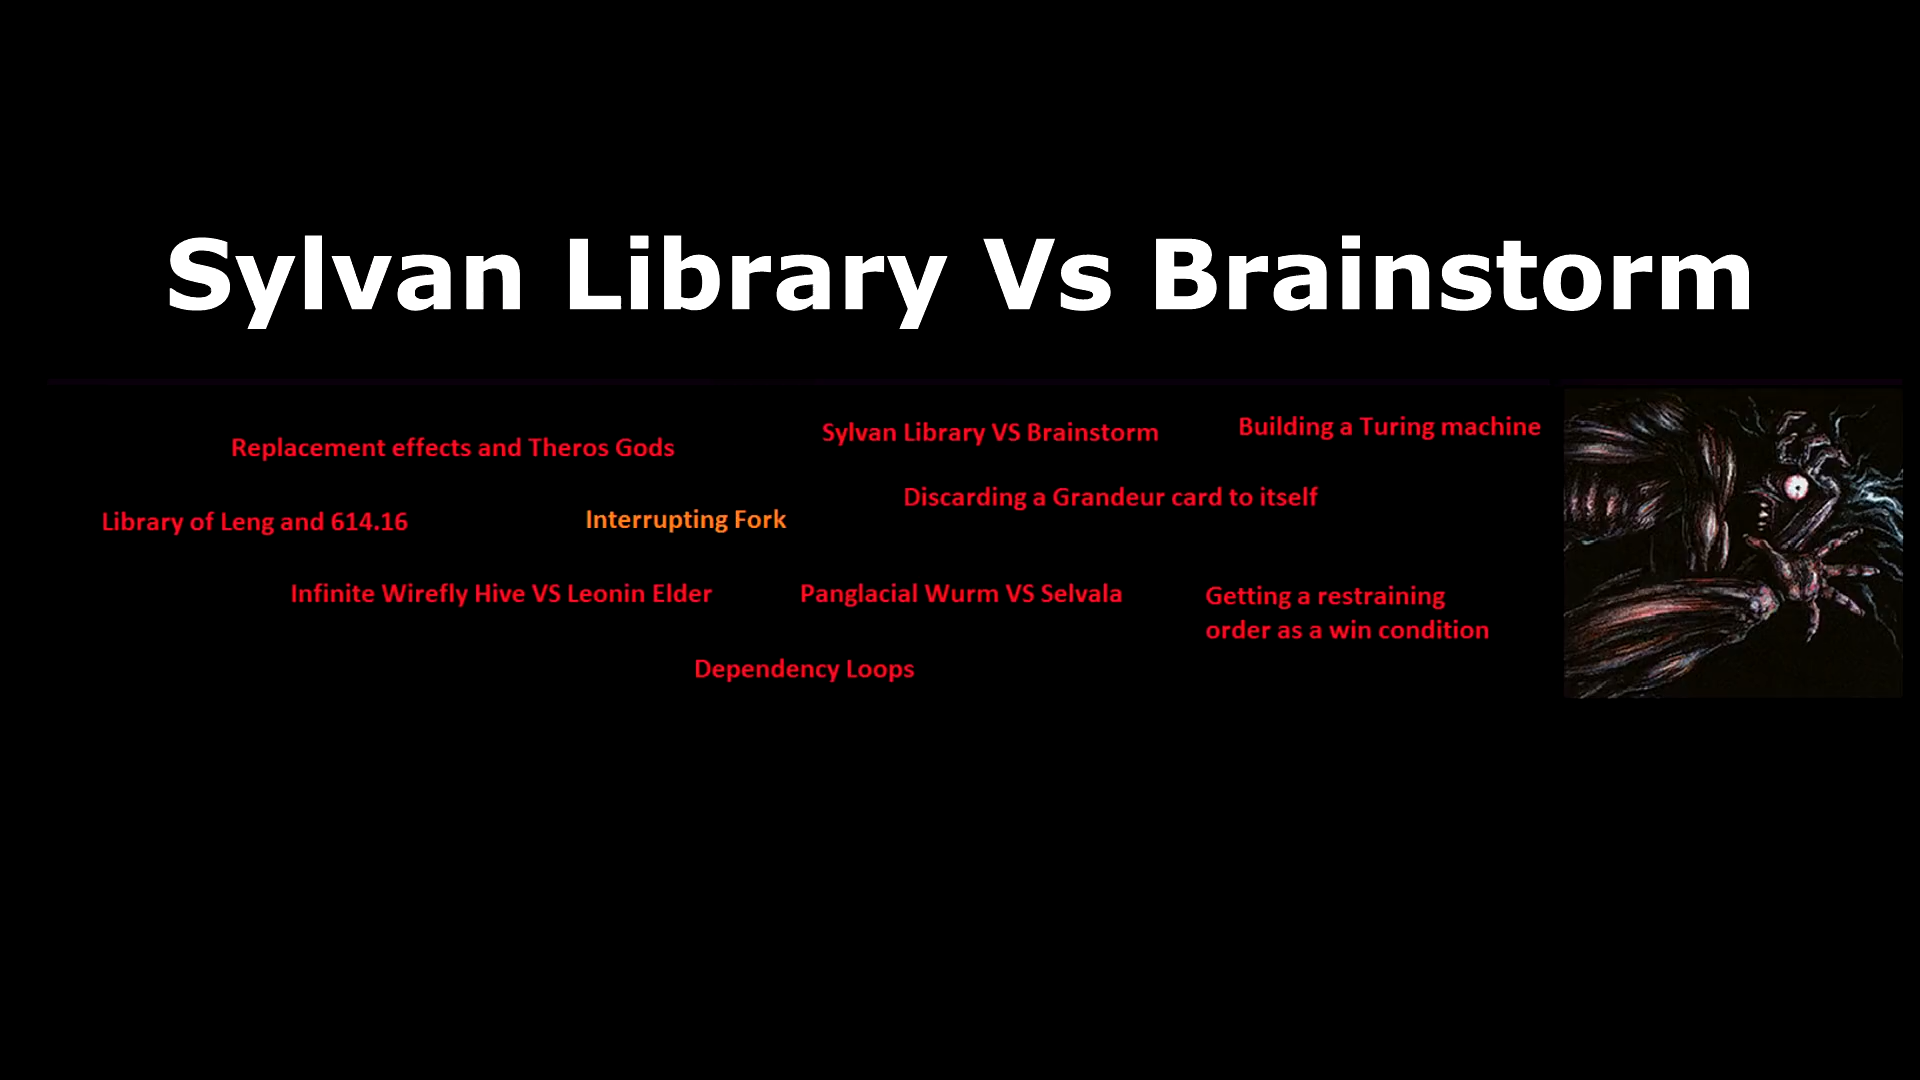 Sylvan Library Vs Brainstorm
Replacement effects and Theros Gods
Sylvan Library VS Brainstorm
Building a Turing machine
Library of Leng and 614.16
Interrupting Fork
Discarding a Grandeur card to itself
Infinite Wirefly Hive VS Leonin Elder
Panglacial Wurm VS Selvala
Getting a restraining
order as a win condition
Dependency Loops